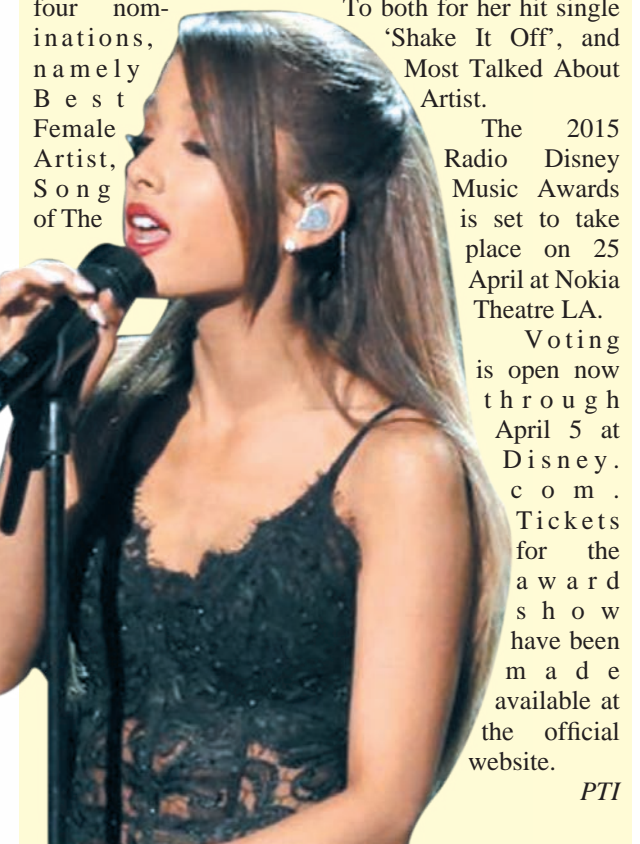 four nom-
inations,
namely
Best
Female
Artist,
Song
of The
To both for her hit single
‘Shake It Off’, and
Most Talked About
Artist.
The 2015
Radio Disney
Music Awards
is set to take
place on 25
April at Nokia
Theatre LA.
Voting
is open now
through
April 5 at
Disney.
com.
Tickets
for the
award
show
have been
made
available at
the official
website.
PTI